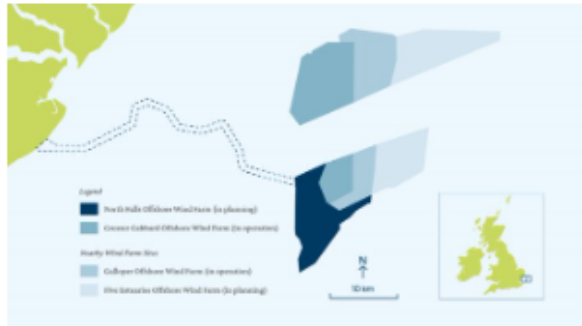 Legend
North Falls Offshore Wind Farm (in planning)
Greater Gabbard Offshore Wind Farm (in operation)
Nearby Wind Farm Sites
Galloper Offshore Wind Farm (in operation)
Five Estuaries Offshore Wind Farm (in planning)
N
10 km